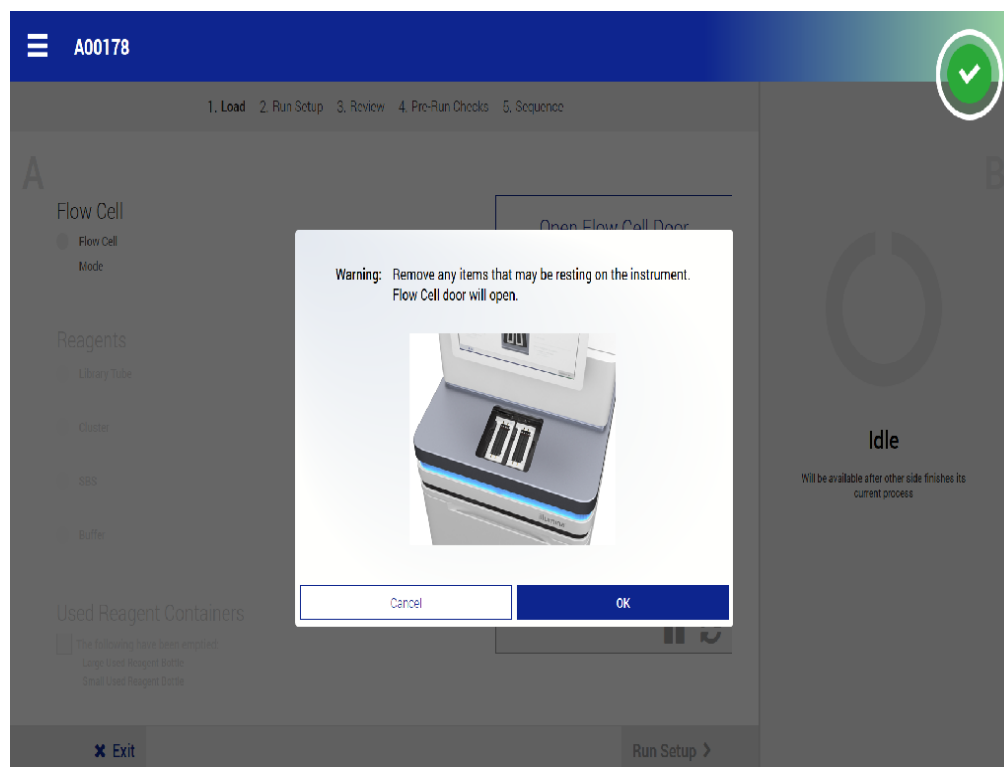 A00178
1. Load 2. Run Setup 3. Review 4. Pre-Run Checks 5. Sequence
A
B
Flow Cell
Flow Cell
Mode
Open Flow Cell Door
Warning: Remove any items that may be resting on the instrument.
Flow Cell door will open.
Reagents
Library Tube
Cluster
SBS
Buffer
Idle
Will be available after other side finishes its
current process
illumina
Cancel
OK
Used Reagent Containers
The following have been emptied
Large Used Reagent Bottle
Small Used Reagent Bottle
Exit
Run Setup